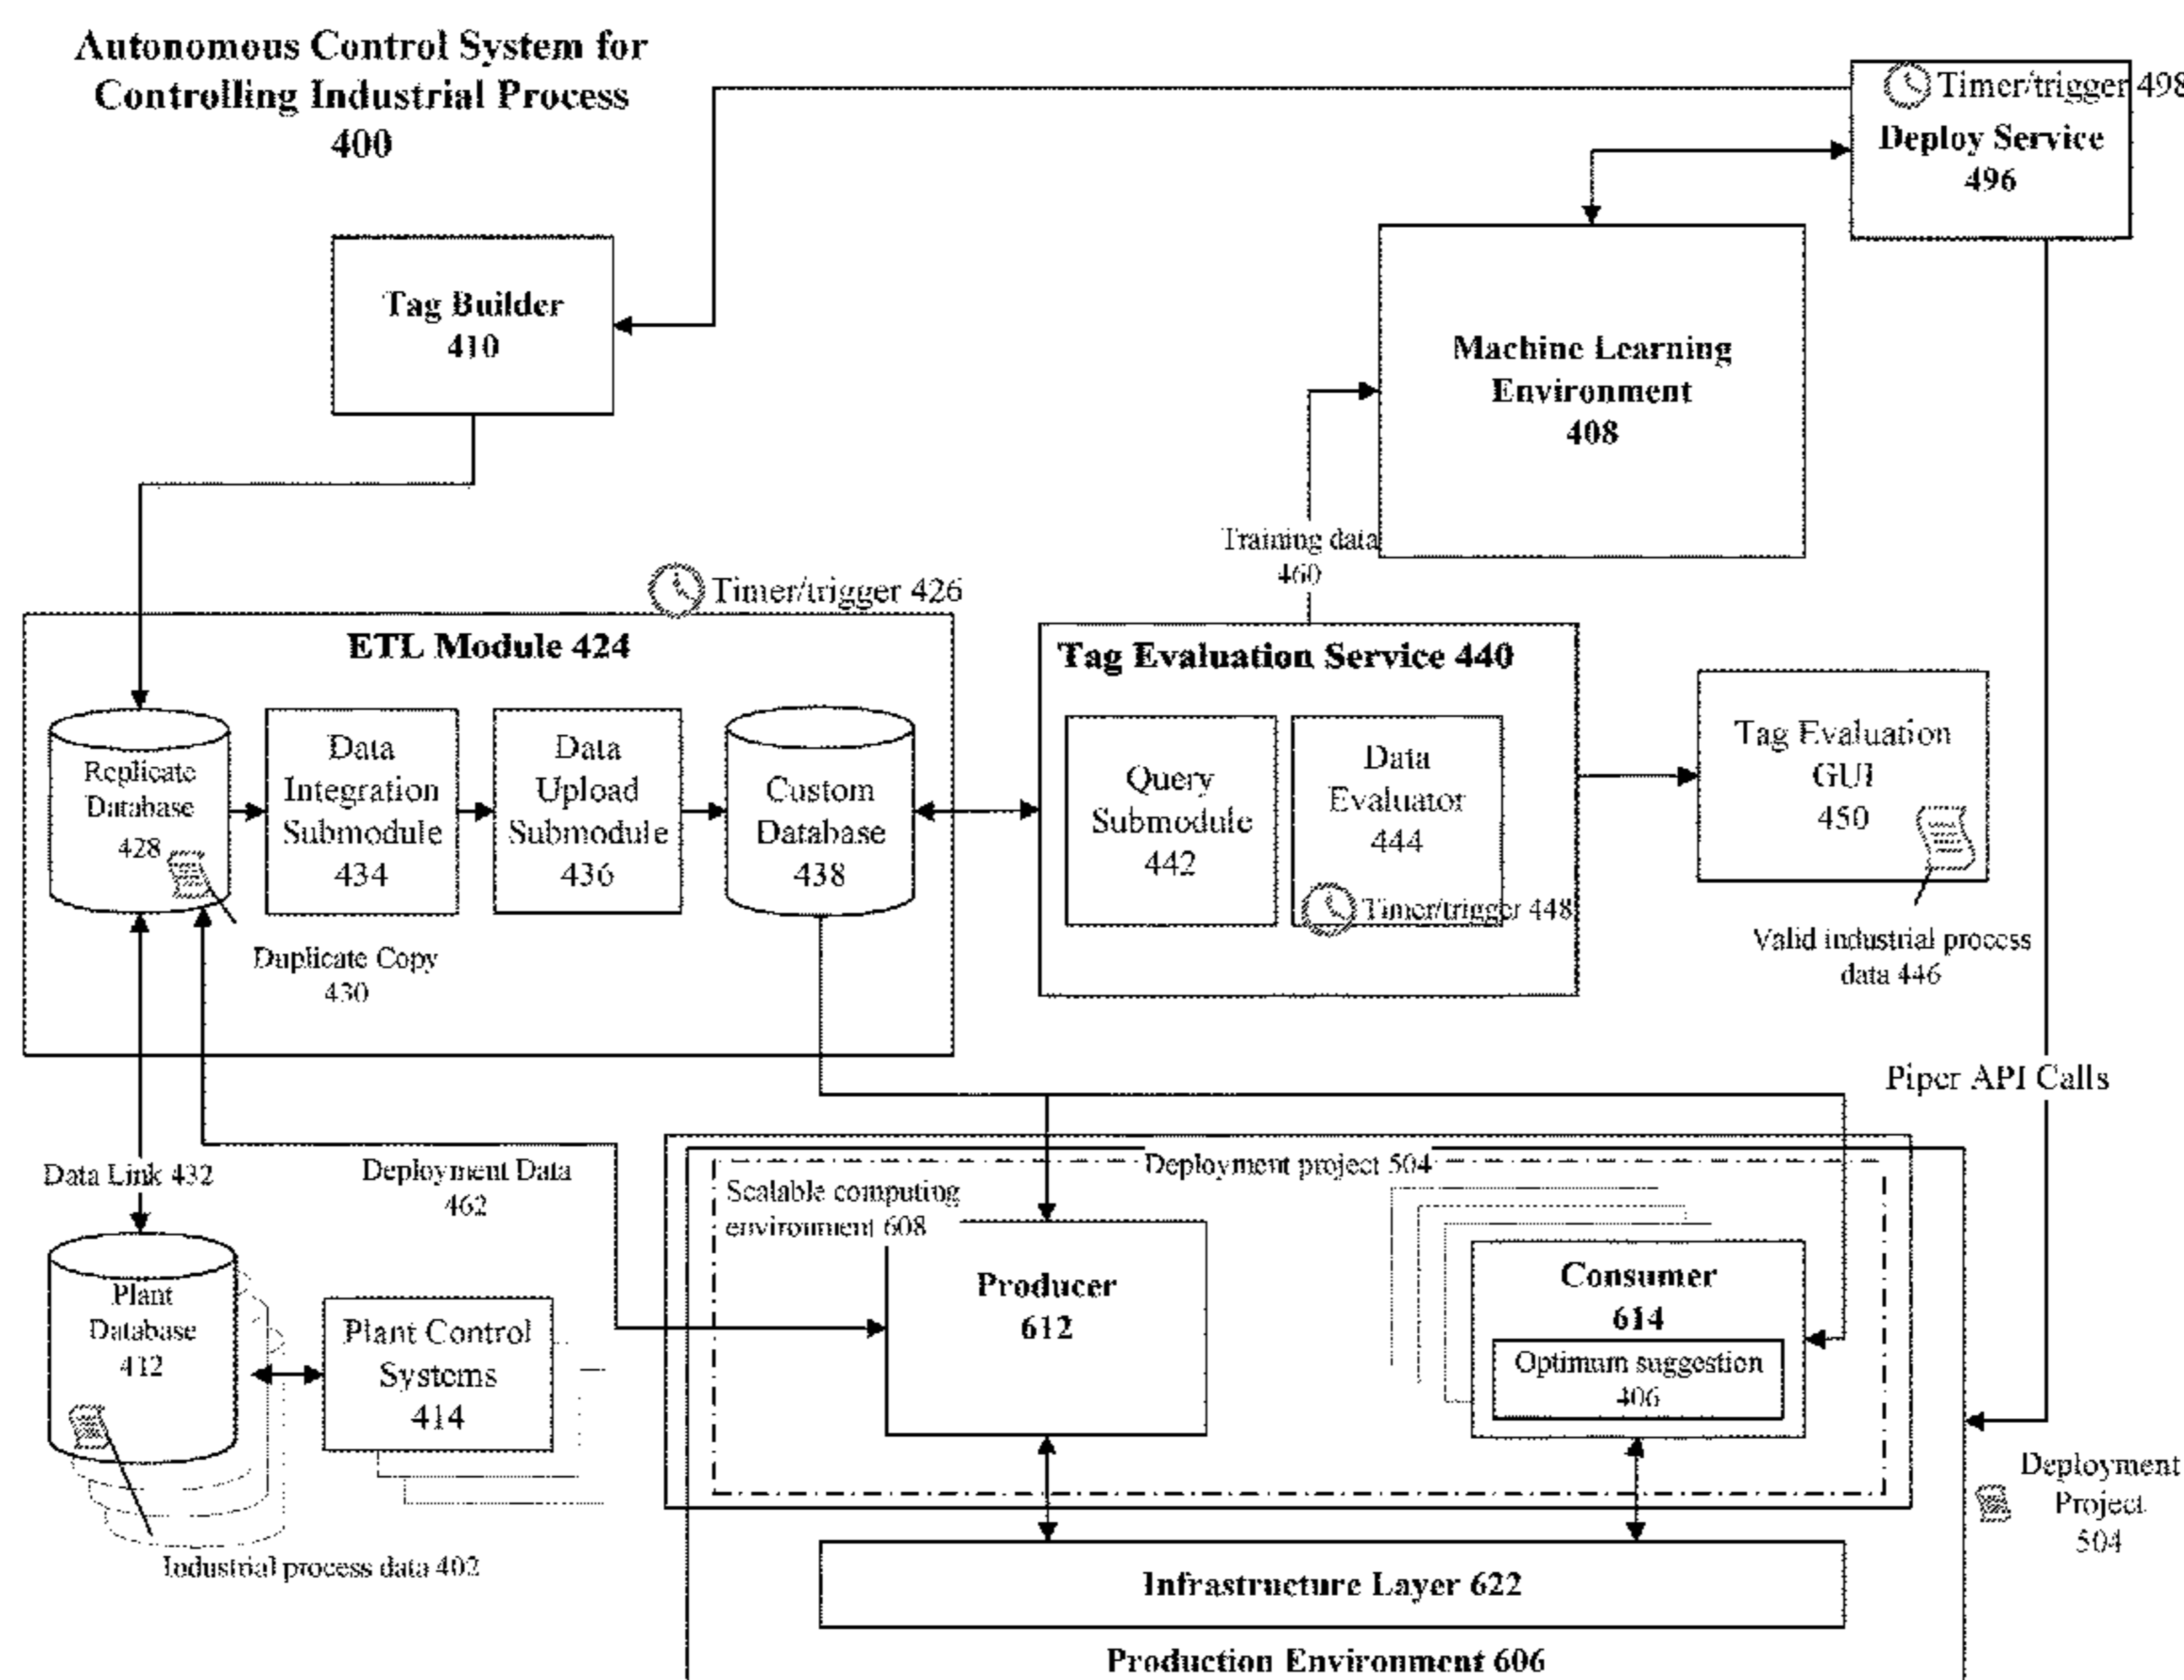 Autonomous Control System for
Controlling Industrial Process
400
Timer/trigger 498
Deploy Service
496
Tag Builder
410
Machine Learning
Environment
408
Training data
460
Timer/trigger 426
ETL Module 424
Replicate
Database
428
Data
Integration
Submodule
434
Data
Upload
Submodule
436
Custom
Database
438
Duplicate Copy
430
Tag Evaluation Service 440
Query
Submodule
442
Data
Evaluator
444
Timer/trigger 448
Tag Evaluation
GUI
450
Valid industrial process
data 446
Piper API Calls
Data Link 432
Deployment Data
462
Plant
Database
412
Plant Control
Systems
414
Industrial process data 402
Deployment project 504
Scalable computing
environment 608
Producer
612
Consumer
614
Optimum suggestion
406
Deployment
Project
504
Infrastructure Layer 622
Production Environment 606